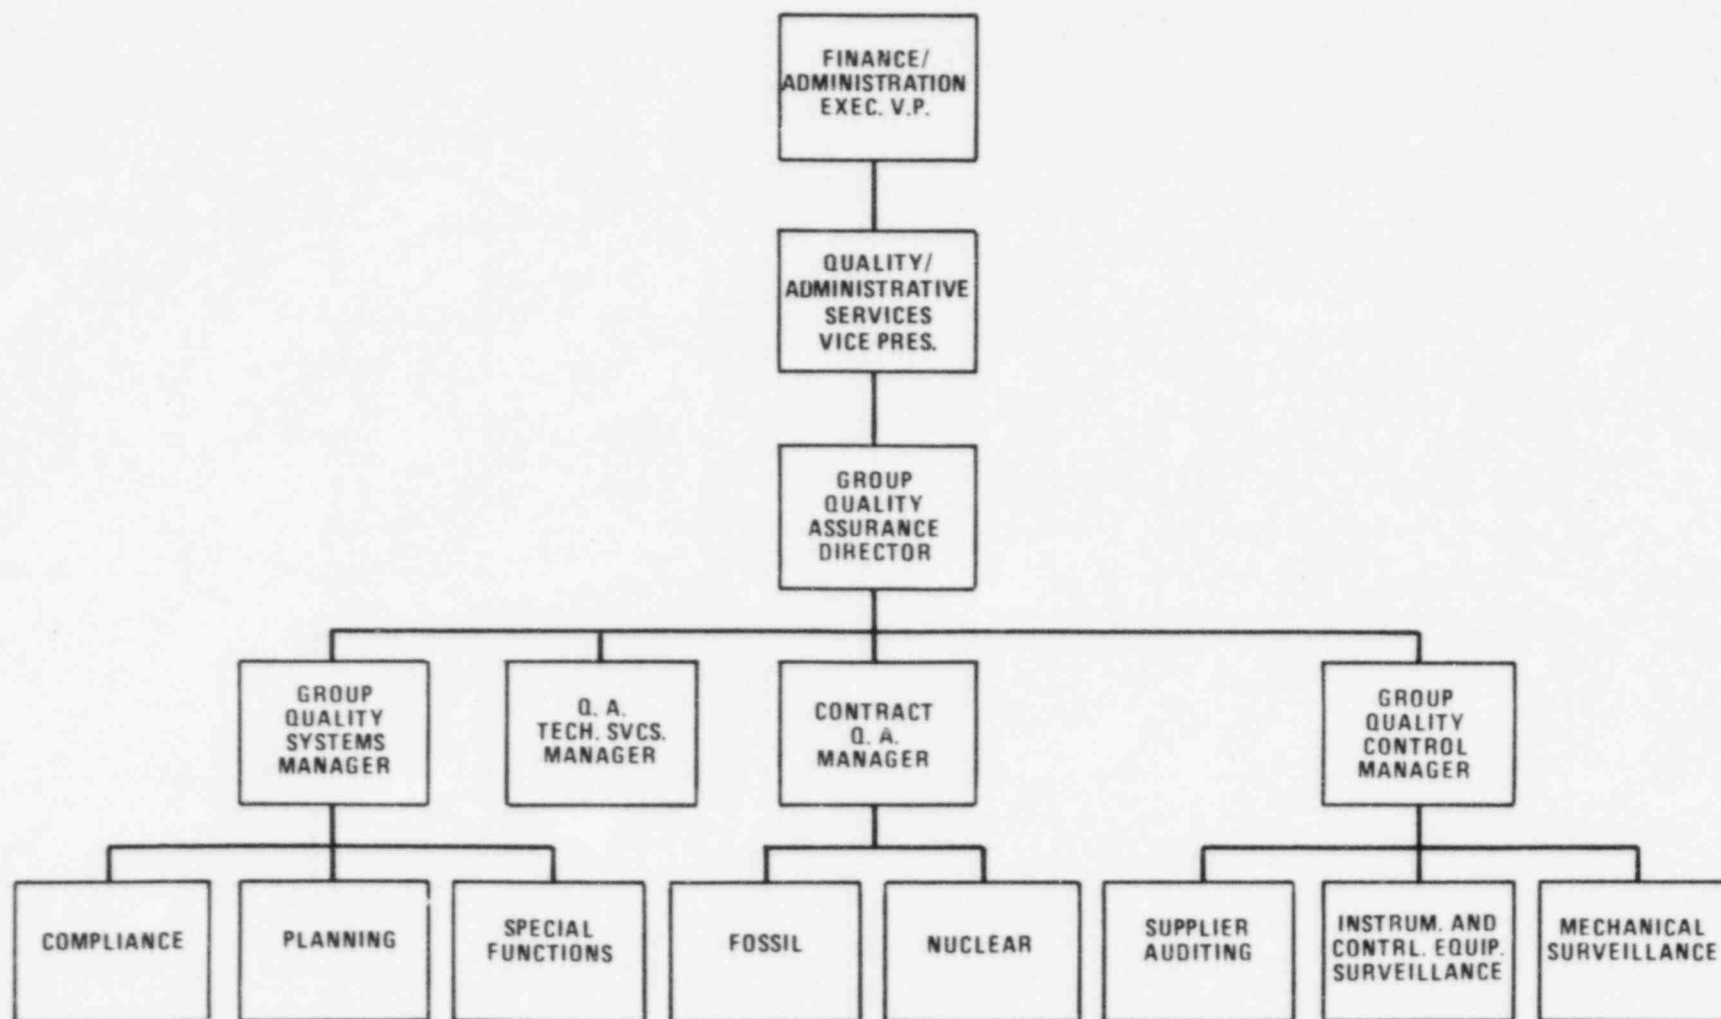 FINANCE/
ADMINISTRATION
EXEC. V.P.
QUALITY/
ADMINISTRATIVE
SERVICES
VICE PRES.
GROUP
QUALITY
ASSURANCE
DIRECTOR
GROUP
QUALITY
SYSTEMS
MANAGER
Q. A.
TECH. SVCS.
MANAGER
CONTRACT
Q. A.
MANAGER
GROUP
QUALITY
CONTROL
MANAGER
COMPLIANCE
PLANNING
SPECIAL
FUNCTIONS
FOSSIL
NUCLEAR
SUPPLIER
AUDITING
INSTRUM. AND
CONTRL. EQUIP.
SURVEILLANCE
MECHANICAL
SURVEILLANCE